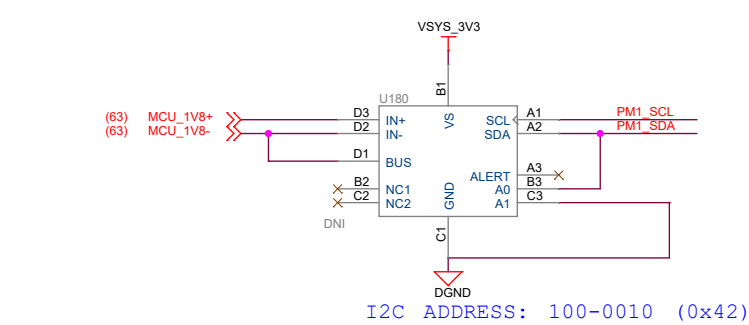 VSYS_3V3
B1
U180
(63) MCU_1V8+ D3 IN+ VS SCL A1 PM1_SCL
(63) MCU_1V8- D2 IN- SDA A2 PM1_SDA
D1 BUS
ALERT A3
B2 NC1 A0 B3
C2 NC2 GND A1 C3
DNI
C1
DGND
I2C ADDRESS: 100-0010 (0x42)